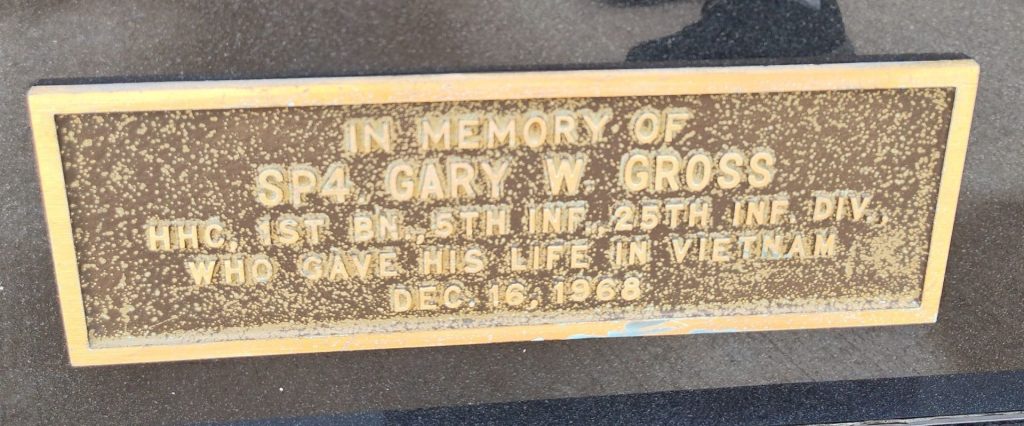 IN MEMORY OF
SP4. GARY W. GROSS
HHC, 1ST BN., 5TH INF., 25TH INF. DIV.,
WHO GAVE HIS LIFE IN VIETNAM
DEC. 16, 1968